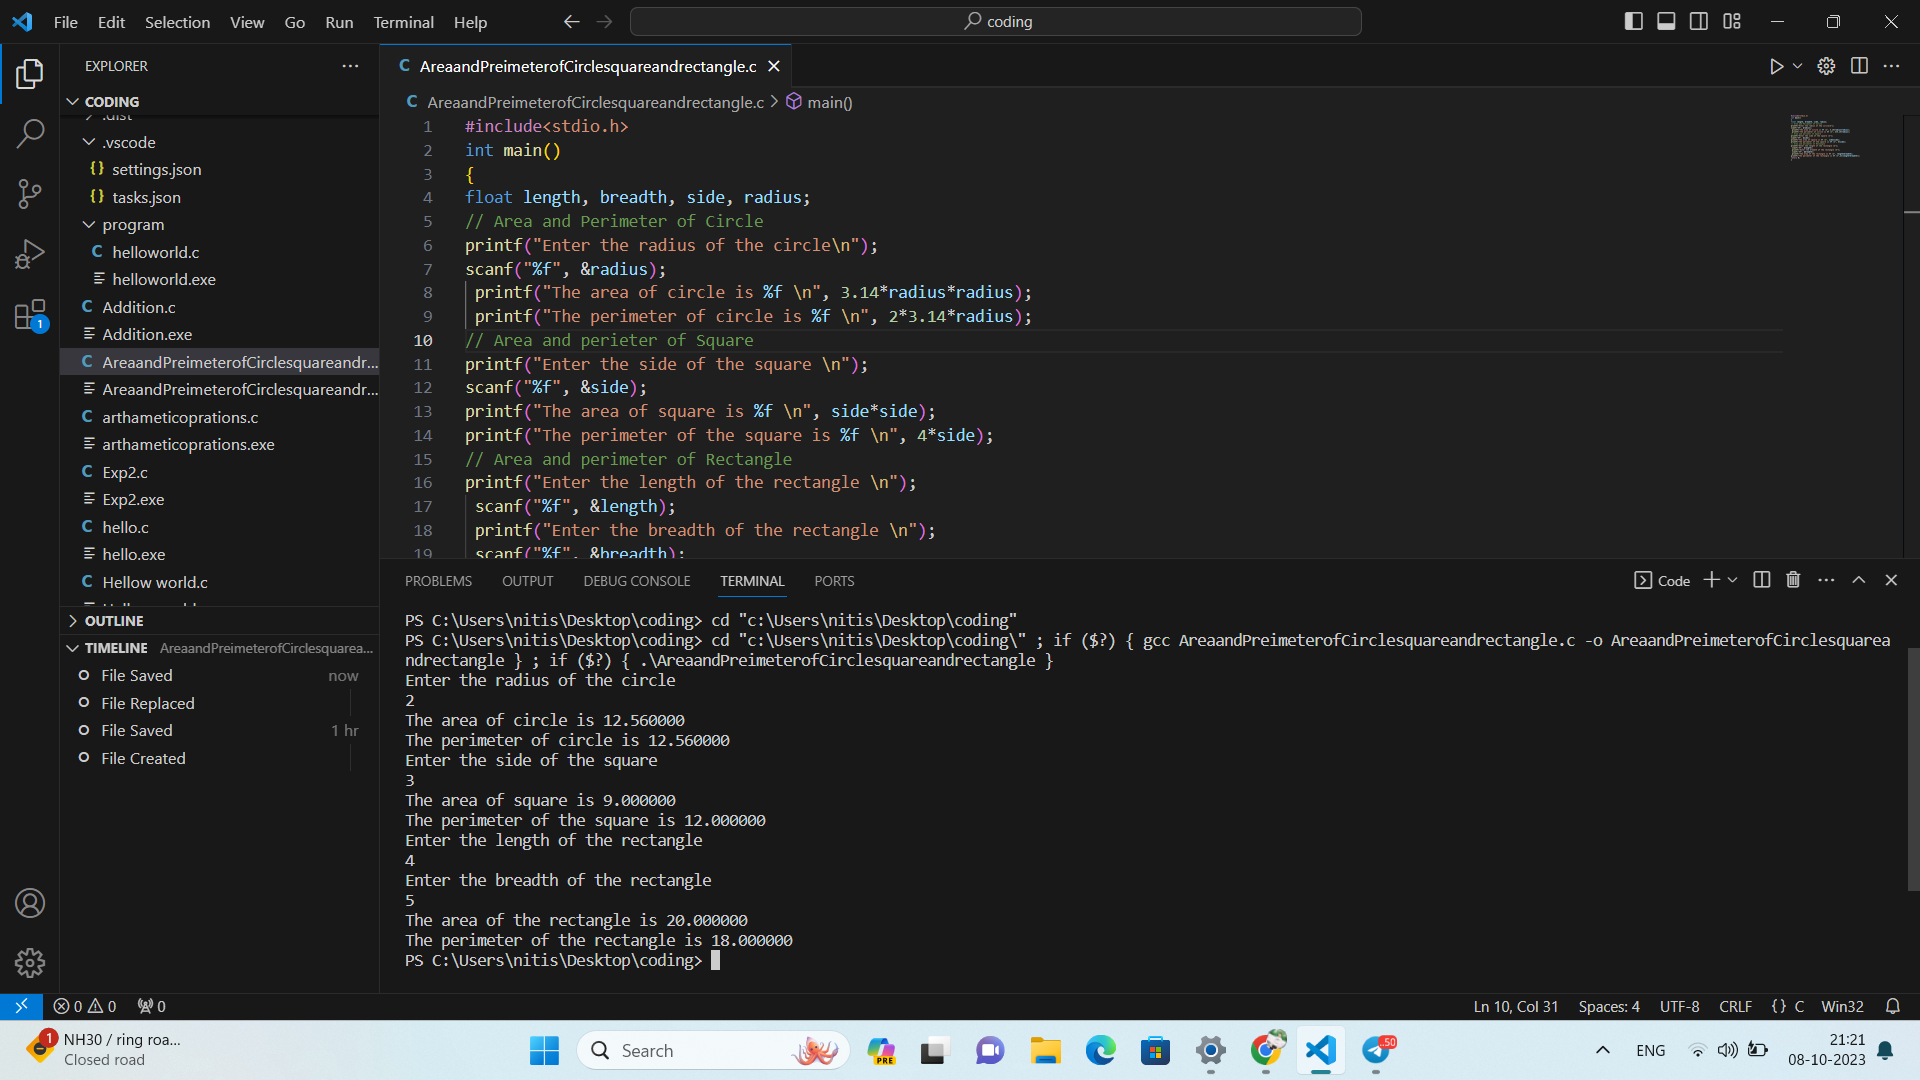 File Edit Selection View Go Run Terminal Help
coding
EXPLORER
CODING
.dist
.vscode
{} settings.json
{} tasks.json
program
C helloworld.c
helloworld.exe
C Addition.c
Addition.exe
C AreaandPreimeterofCirclesquareandr...
AreaandPreimeterofCirclesquareandr...
C arthameticoprations.c
arthameticoprations.exe
C Exp2.c
Exp2.exe
C hello.c
hello.exe
C Hellow world.c
OUTLINE
TIMELINE AreaandPreimeterofCirclesquarea...
File Saved now
File Replaced
File Saved 1 hr
File Created
1
C AreaandPreimeterofCirclesquareandrectangle.c
C AreaandPreimeterofCirclesquareandrectangle.c > main()
1 #include<stdio.h>
2 int main()
3 {
4 float length, breadth, side, radius;
5 // Area and Perimeter of Circle
6 printf("Enter the radius of the circle\n");
7 scanf("%f", &radius);
8 printf("The area of circle is %f \n", 3.14*radius*radius);
9 printf("The perimeter of circle is %f \n", 2*3.14*radius);
10 // Area and perieter of Square
11 printf("Enter the side of the square \n");
12 scanf("%f", &side);
13 printf("The area of square is %f \n", side*side);
14 printf("The perimeter of the square is %f \n", 4*side);
15 // Area and perimeter of Rectangle
16 printf("Enter the length of the rectangle \n");
17 scanf("%f", &length);
18 printf("Enter the breadth of the rectangle \n");
19 scanf("%f", &breadth);
PROBLEMS OUTPUT DEBUG CONSOLE TERMINAL PORTS
Code
PS C:\Users\nitis\Desktop\coding> cd "c:\Users\nitis\Desktop\coding"
PS C:\Users\nitis\Desktop\coding> cd "c:\Users\nitis\Desktop\coding\" ; if ($?) { gcc AreaandPreimeterofCirclesquareandrectangle.c -o AreaandPreimeterofCirclesquarea
ndrectangle } ; if ($?) { .\AreaandPreimeterofCirclesquareandrectangle }
Enter the radius of the circle
2
The area of circle is 12.560000
The perimeter of circle is 12.560000
Enter the side of the square
3
The area of square is 9.000000
The perimeter of the square is 12.000000
Enter the length of the rectangle
4
Enter the breadth of the rectangle
5
The area of the rectangle is 20.000000
The perimeter of the rectangle is 18.000000
PS C:\Users\nitis\Desktop\coding>
0 0 0
Ln 10, Col 31 Spaces: 4 UTF-8 CRLF {} C Win32
1
NH30 / ring roa...
Closed road
Search
PRE
50
ENG
21:21
08-10-2023